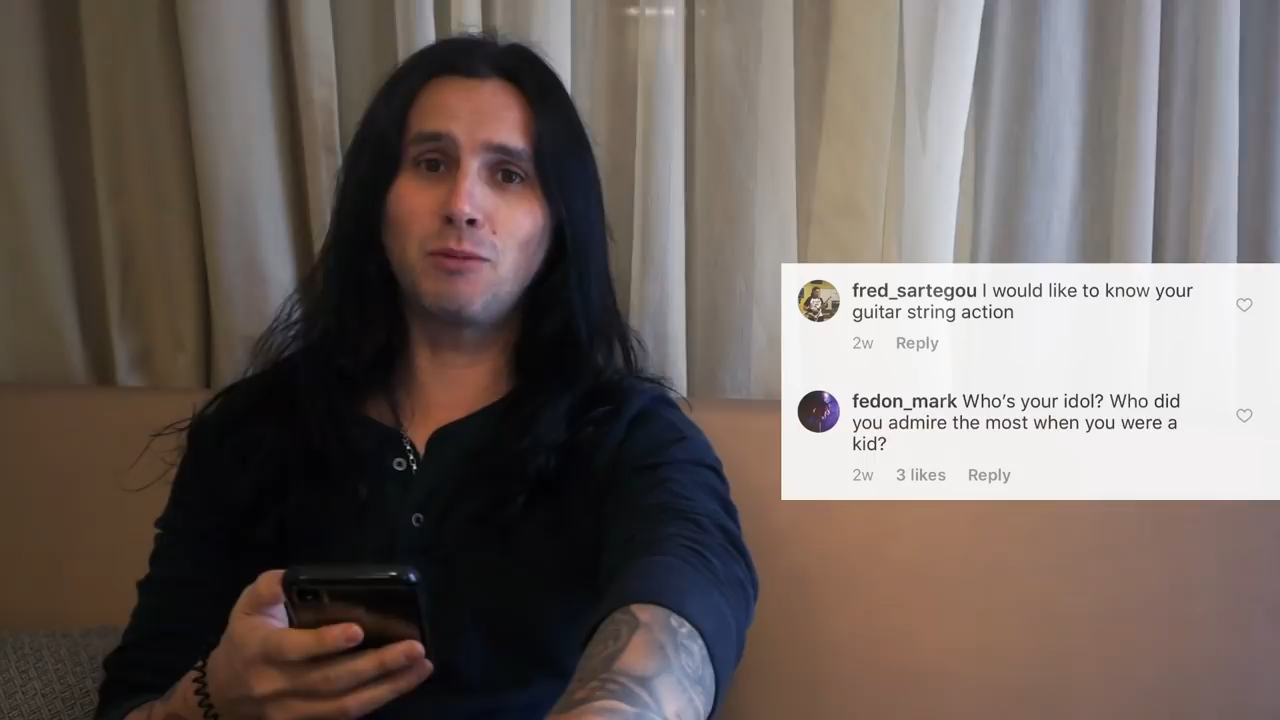 fred_sartegou I would like to know your
guitar string action
2w Reply
fedon_mark Who's your idol? Who did
you admire the most when you were a
kid?
2w 3 likes Reply